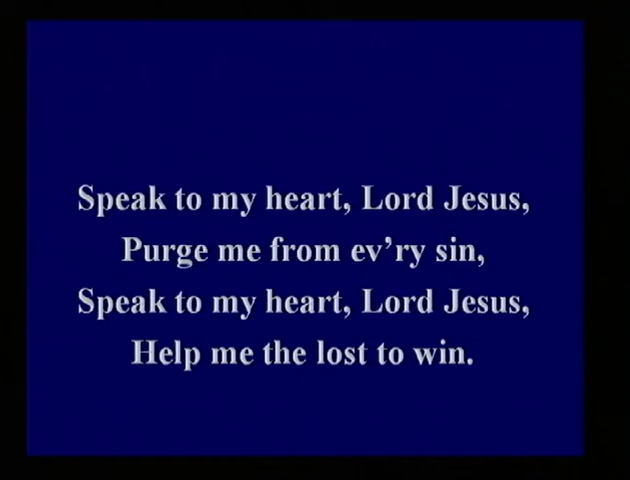 Speak to my heart, Lord Jesus,
Purge me from ev’ry sin,
Speak to my heart, Lord Jesus,
Help me the lost to win.